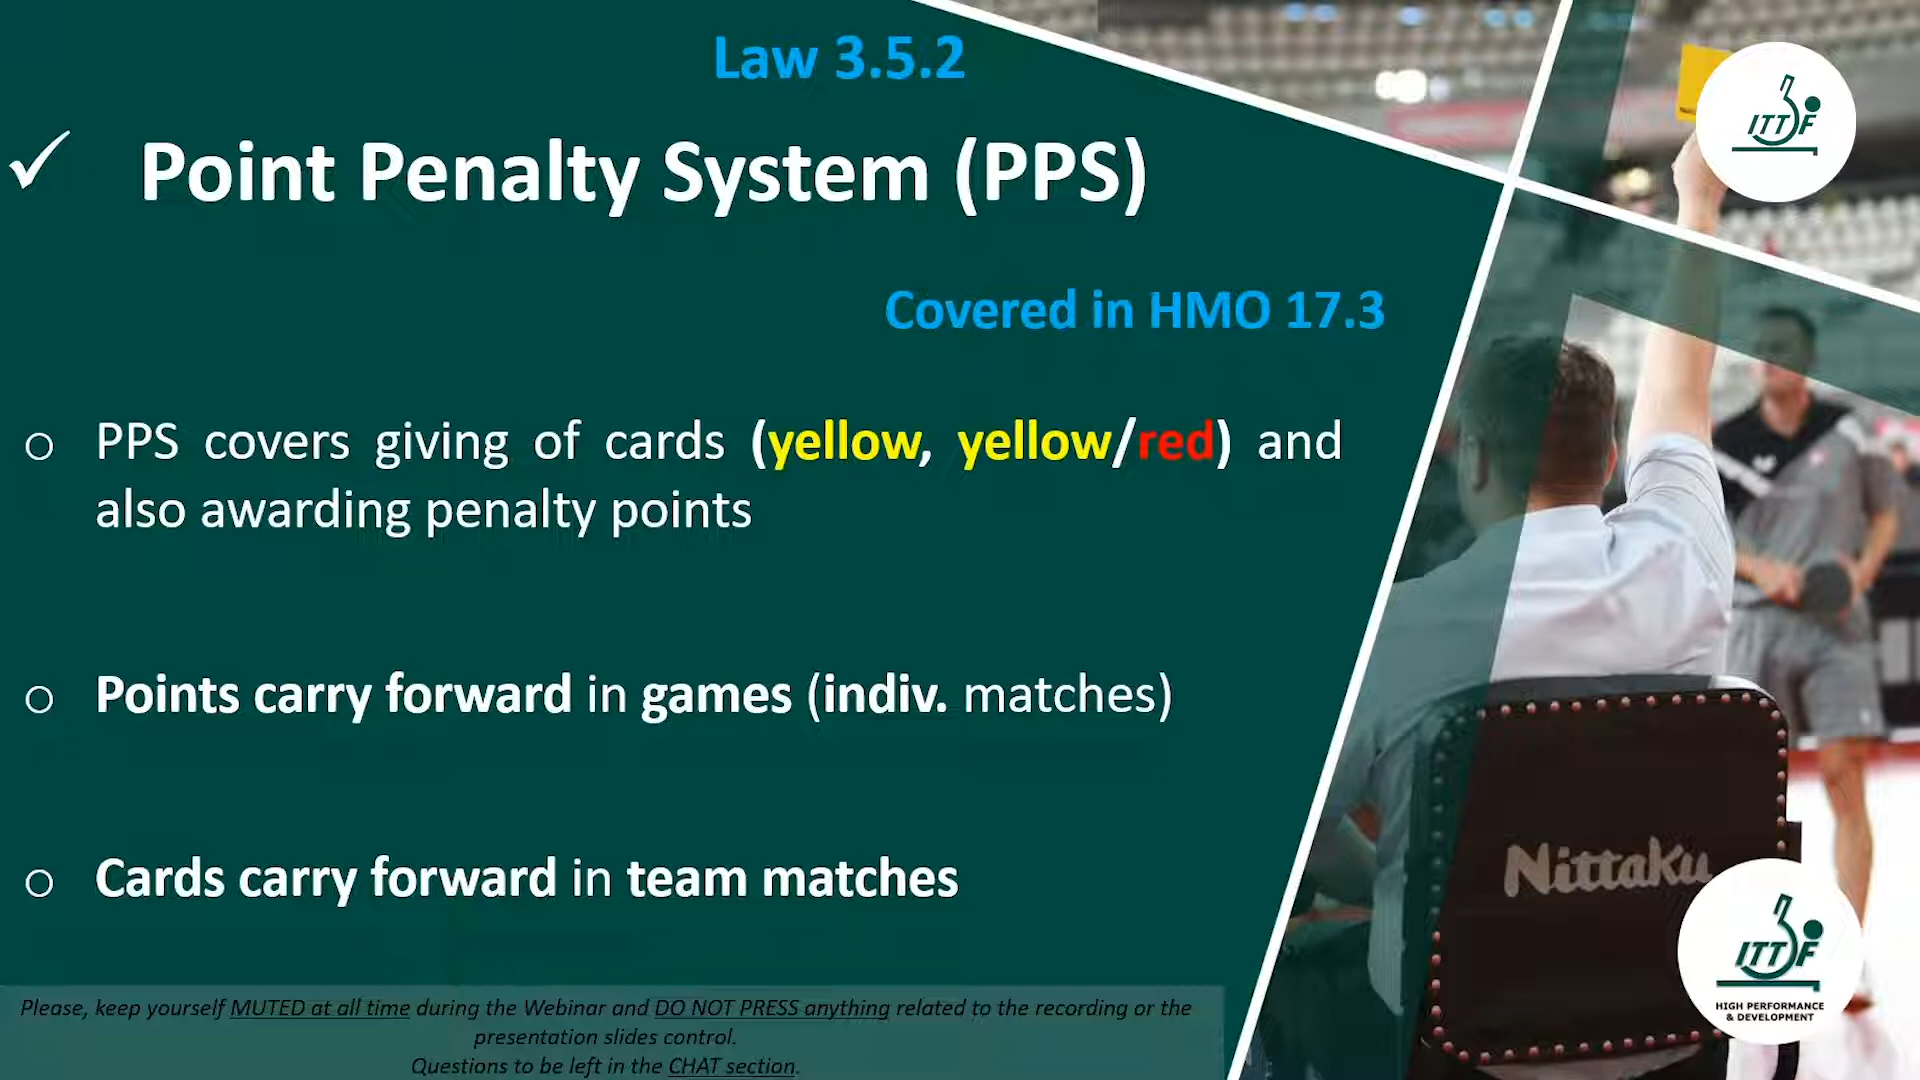 Law 3.5.2
✓ Point Penalty System (PPS)
Covered in HMO 17.3
o PPS covers giving of cards (yellow, yellow/red) and
also awarding penalty points
o Points carry forward in games (indiv. matches)
o Cards carry forward in team matches
Please, keep yourself MUTED at all time during the Webinar and DO NOT PRESS anything related to the recording or the
presentation slides control.
Questions to be left in the CHAT section.
ITTF
Nittaku
ITTF
HIGH PERFORMANCE
& DEVELOPMENT